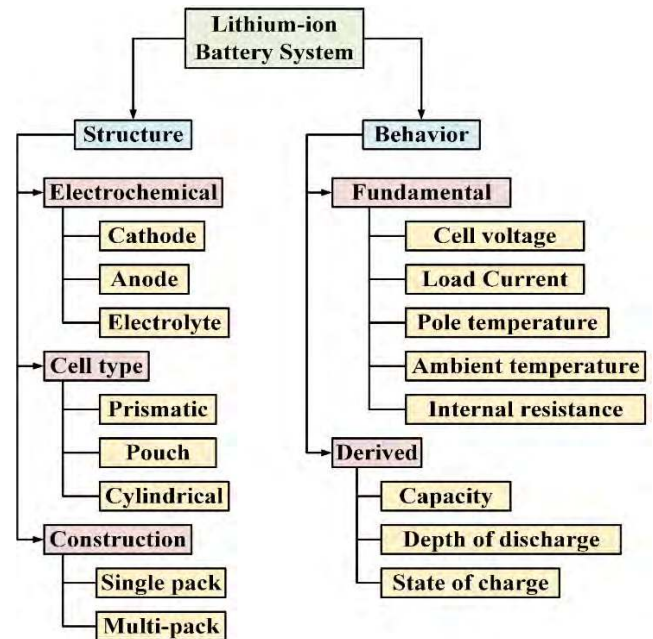 Lithium-ion
Battery System
Structure
Electrochemical
Cathode
Anode
Electrolyte
Cell type
Prismatic
Pouch
Cylindrical
Construction
Single pack
Multi-pack
Behavior
Fundamental
Cell voltage
Load Current
Pole temperature
Ambient temperature
Internal resistance
Derived
Capacity
Depth of discharge
State of charge